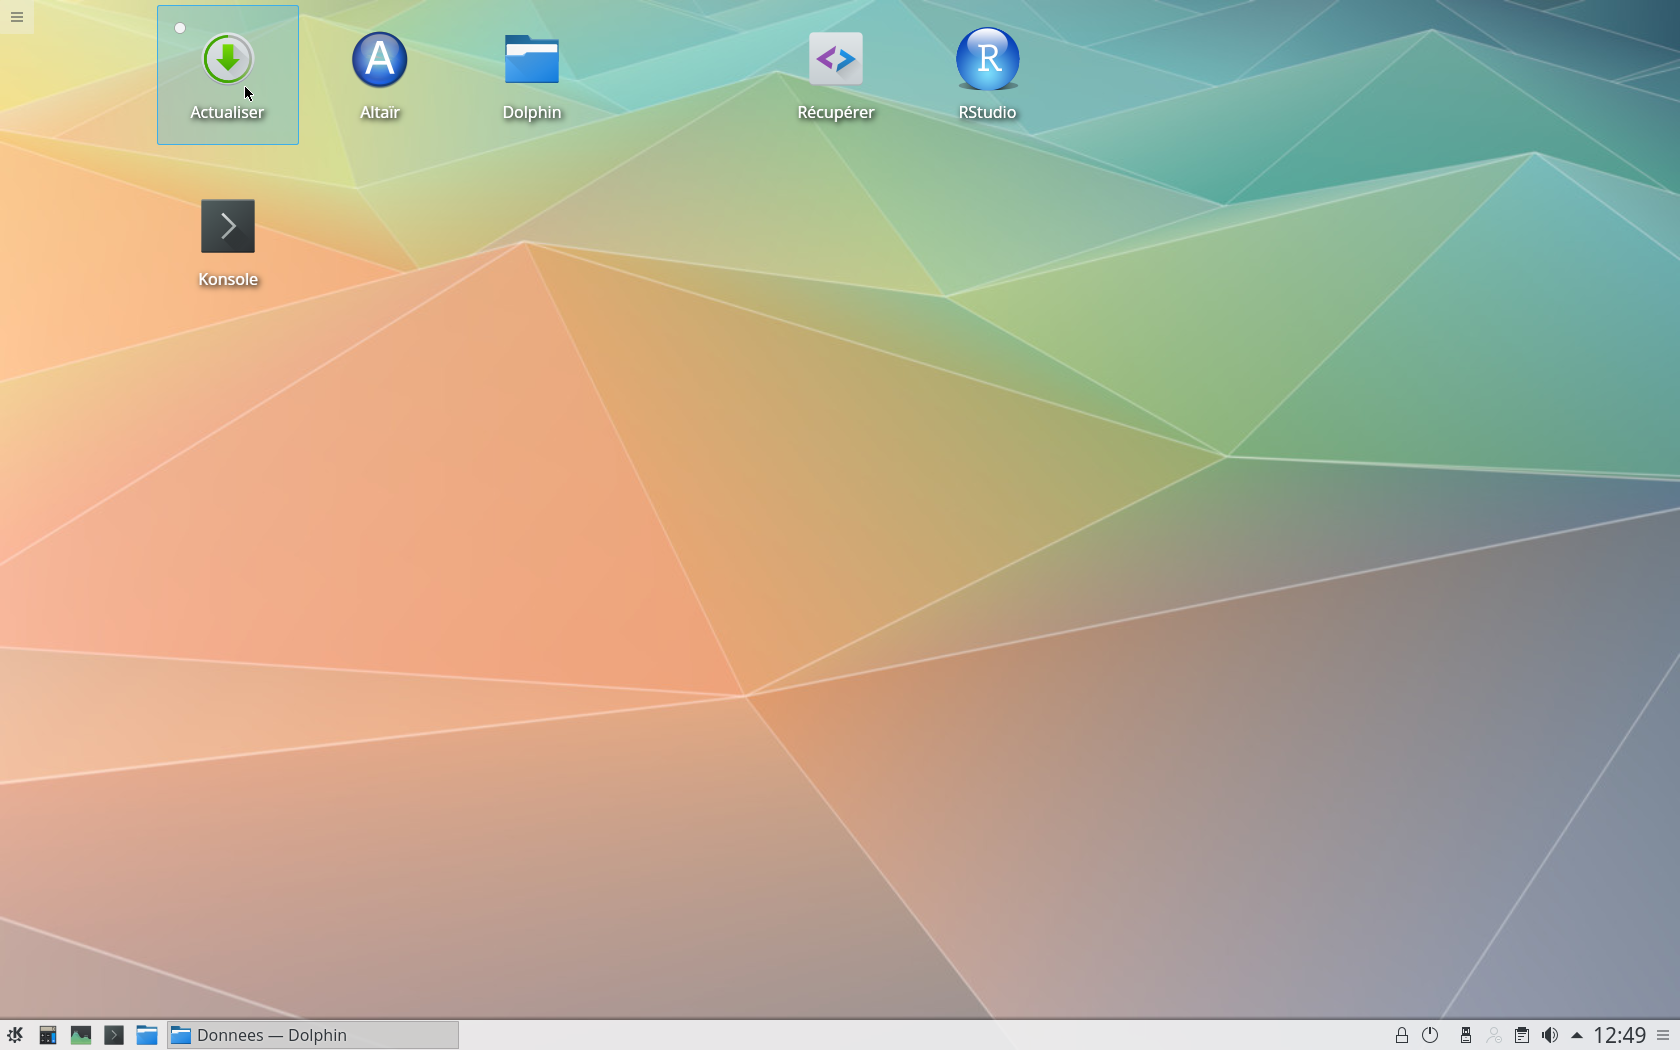 Actualiser
Altaïr
Dolphin
Récupérer
RStudio
Konsole
Donnees — Dolphin
12:49